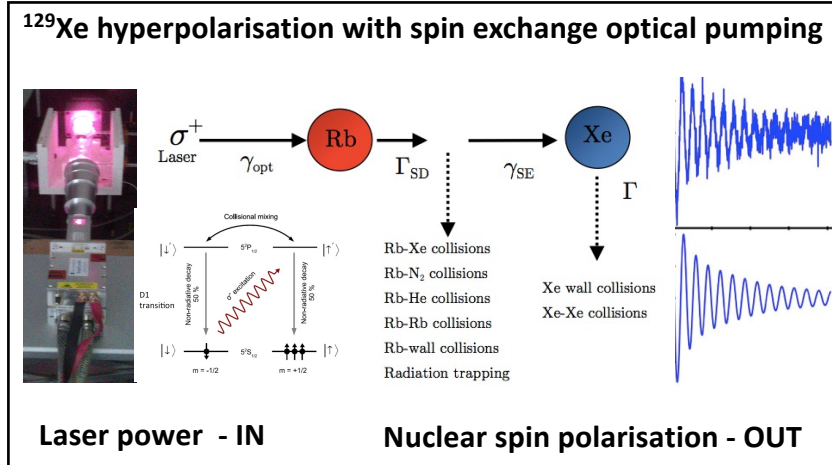 ¹²⁹Xe hyperpolarisation with spin exchange optical pumping
σ⁺
Laser
γopt
Rb
ΓSD
γSE
Xe
Γ
Collisional mixing
|↓′⟩
5²P₁/₂
|↑′⟩
D1
transition
Non-radiative decay
50 %
σ⁺ excitation
Non-radiative decay
50 %
|↓⟩
5²S₁/₂
|↑⟩
m = -1/2
m = +1/2
Rb-Xe collisions
Rb-N₂ collisions
Rb-He collisions
Rb-Rb collisions
Rb-wall collisions
Radiation trapping
Xe wall collisions
Xe-Xe collisions
Laser power - IN
Nuclear spin polarisation - OUT